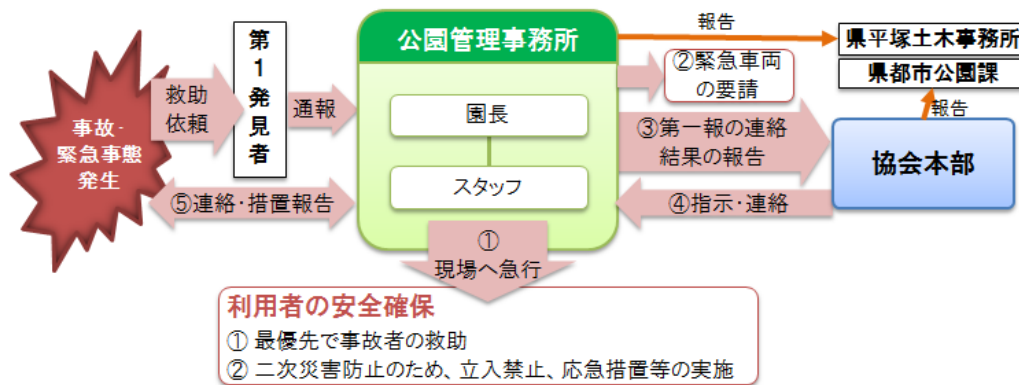 事故・
緊急事態
発生
救助
依頼
第1発見者
通報
⑤連絡・措置報告
公園管理事務所
園長
スタッフ
①
現場へ急行
報告
県平塚土木事務所
県都市公園課
②緊急車両
の要請
報告
③第一報の連絡
結果の報告
協会本部
④指示・連絡
利用者の安全確保
① 最優先で事故者の救助
② 二次災害防止のため、立入禁止、応急措置等の実施